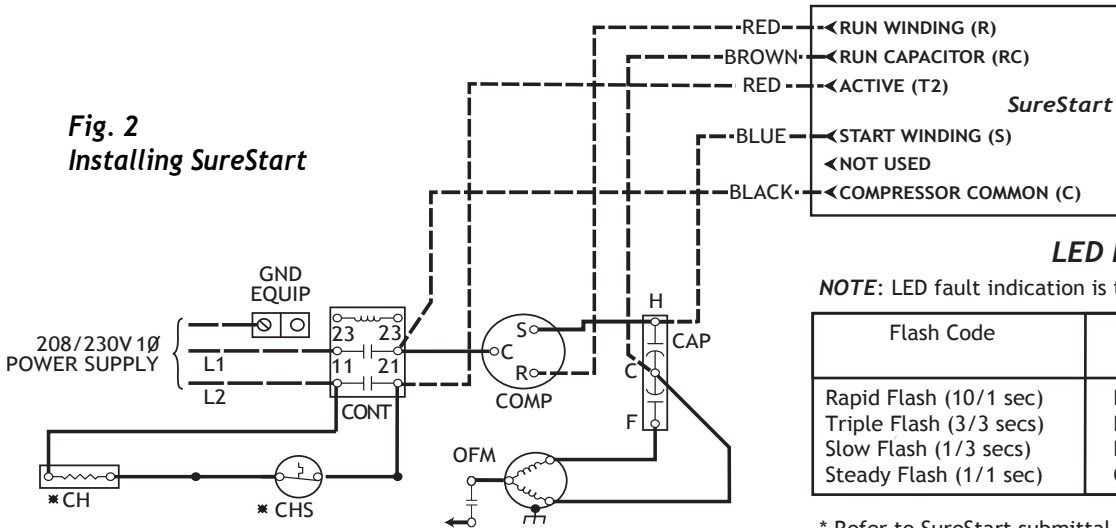 Fig. 2
Installing SureStart
RED
RUN WINDING (R)
BROWN
RUN CAPACITOR (RC)
RED
ACTIVE (T2)
SureStart
BLUE
START WINDING (S)
NOT USED
BLACK
COMPRESSOR COMMON (C)
GND
EQUIP
208/230V 1Ø
POWER SUPPLY
L1
L2
23 23
11 21
CONT
S
C
R
COMP
H
CAP
C
F
OFM
※ CH
※ CHS
LED
NOTE: LED fault indication is
Flash Code
Rapid Flash (10/1 sec)
Triple Flash (3/3 secs)
Slow Flash (1/3 secs)
Steady Flash (1/1 sec)
* Refer to SureStart submittal